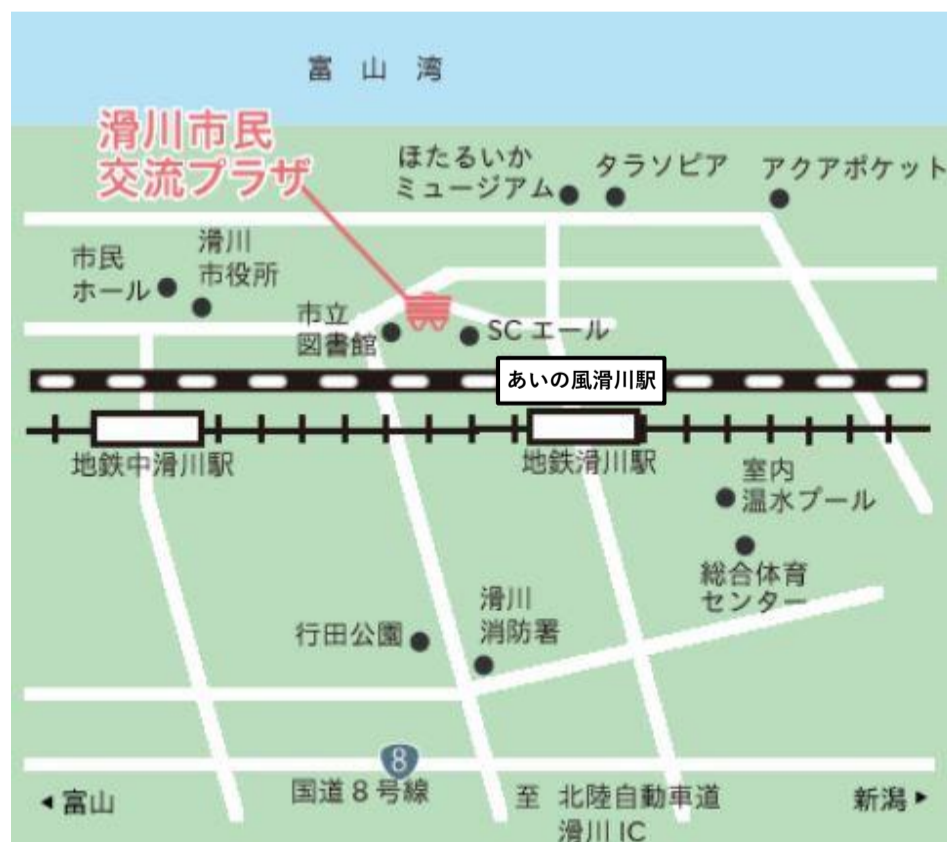 富山湾
滑川市民
交流プラザ
ほたるいか
ミュージアム
タラソピア
アクアポケット
滑川
市役所
市民
ホール
市立
図書館
SCエール
あいの風滑川駅
地鉄中滑川駅
地鉄滑川駅
室内
温水プール
総合体育
センター
滑川
消防署
行田公園
8
国道8号線
◀富山
至 北陸自動車道
滑川IC
新潟▶